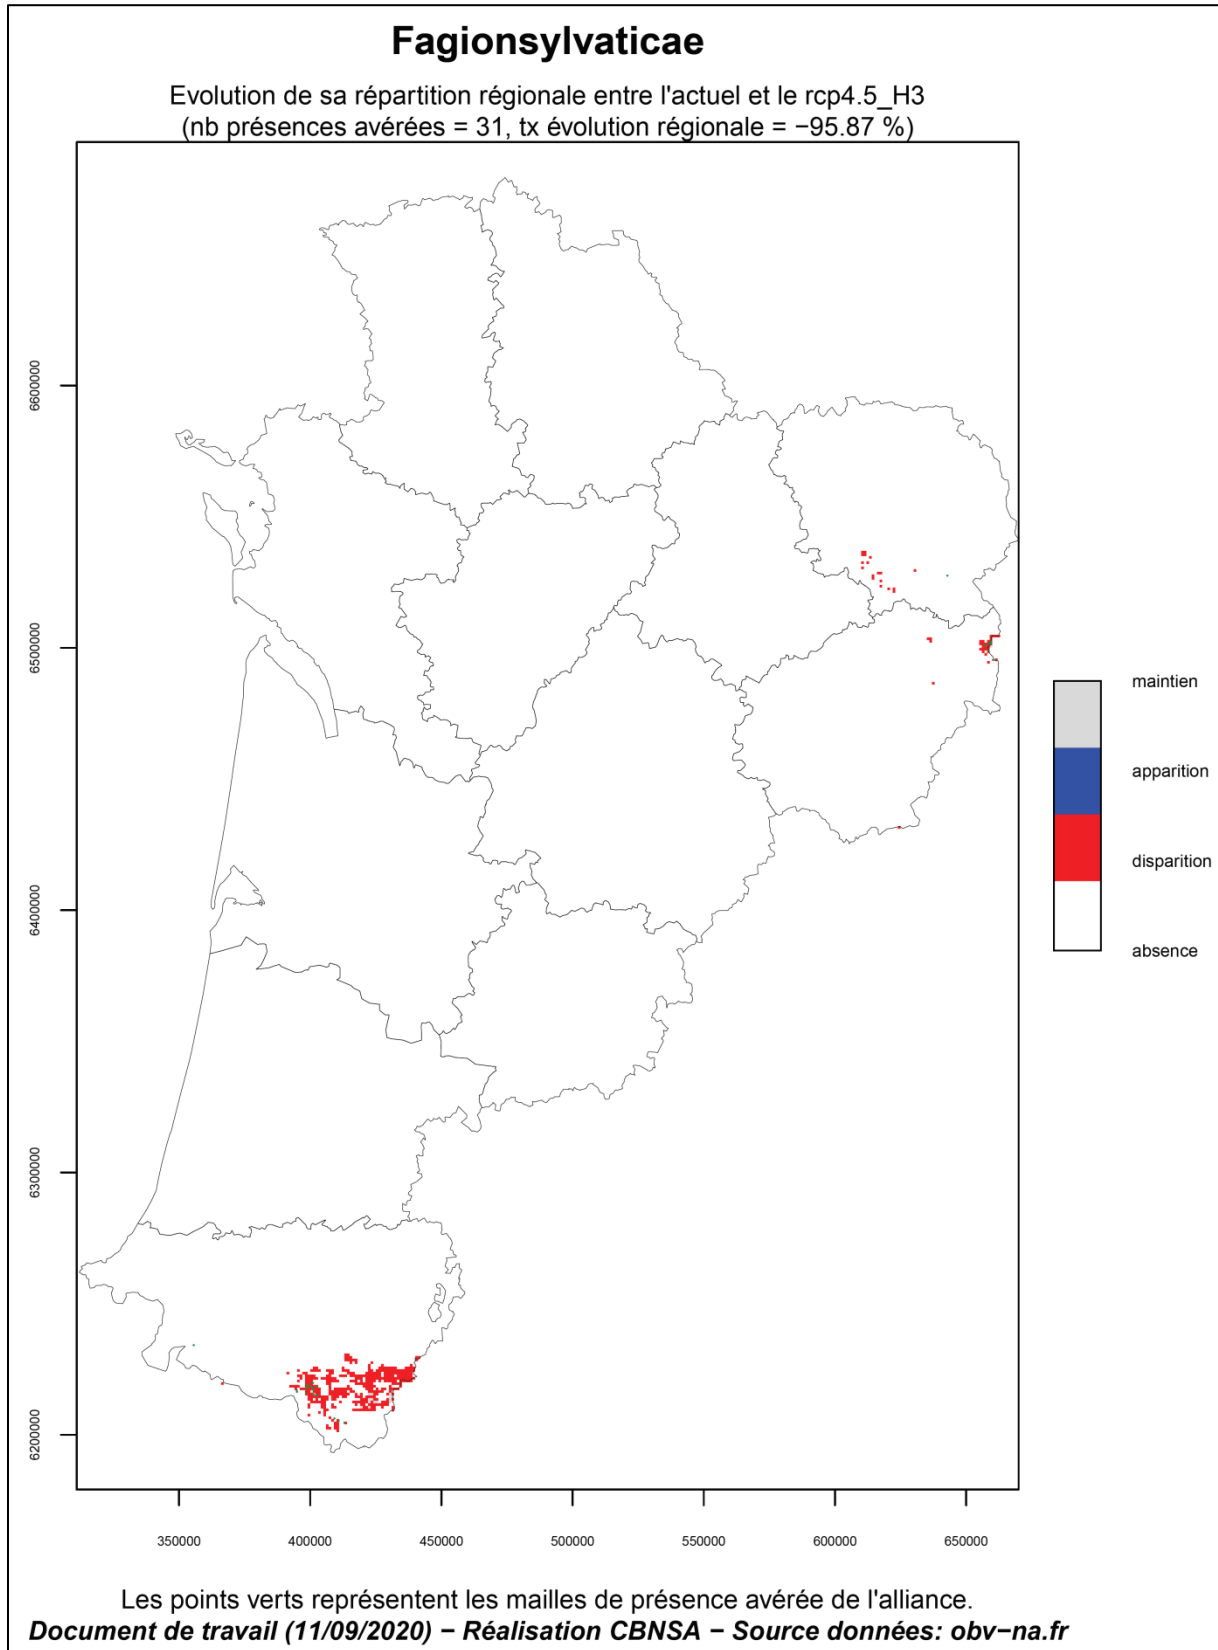 Fagionsylvaticae
Evolution de sa répartition régionale entre l'actuel et le rcp4.5_H3
(nb présences avérées = 31, tx évolution régionale = −95.87 %)
6600000
6500000
6400000
6300000
6200000
maintien
apparition
disparition
absence
350000 400000 450000 500000 550000 600000 650000
Les points verts représentent les mailles de présence avérée de l'alliance.
Document de travail (11/09/2020) − Réalisation CBNSA − Source données: obv−na.fr